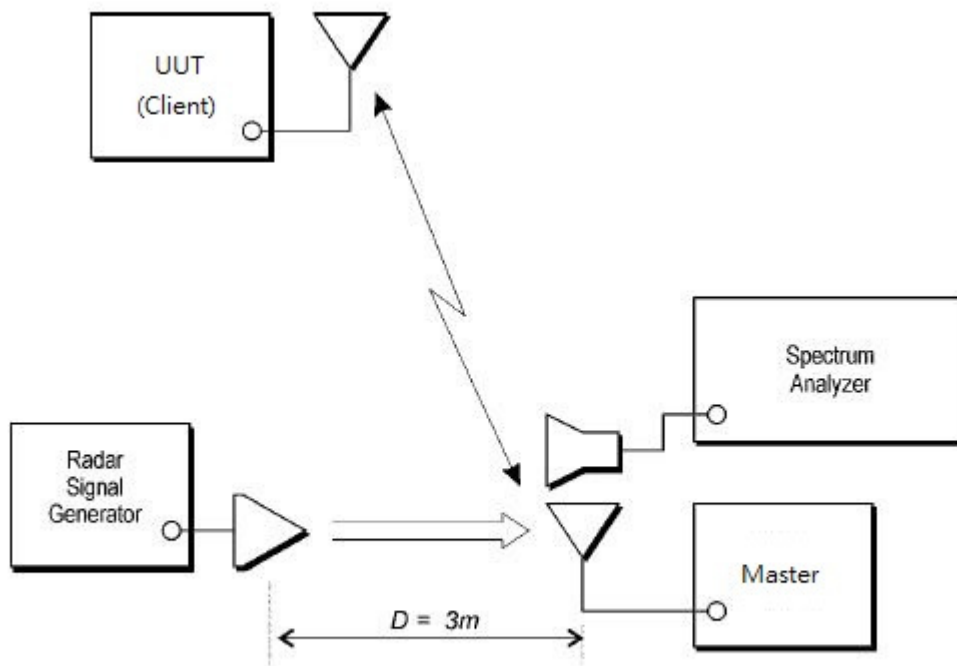 UUT
(Client)
Spectrum
Analyzer
Radar
Signal
Generator
Master
D = 3m